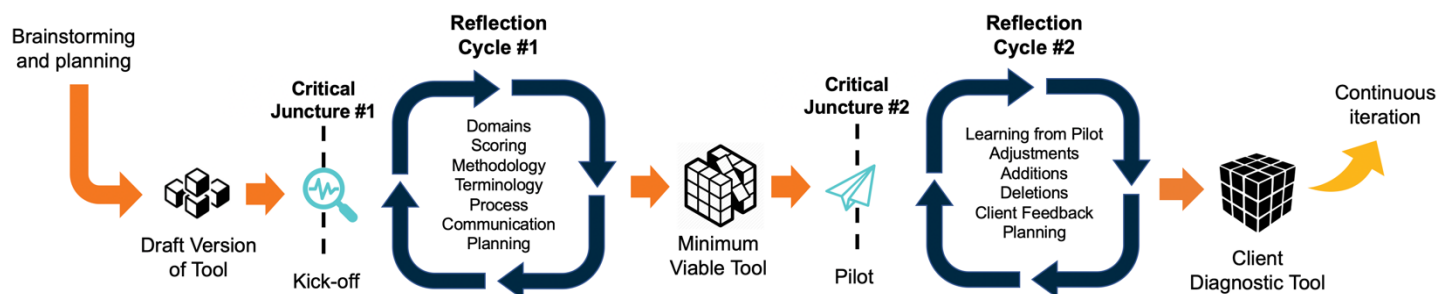 Brainstorming
and planning
Draft Version
of Tool
Critical
Juncture #1
Kick-off
Reflection
Cycle #1
Domains
Scoring
Methodology
Terminology
Process
Communication
Planning
Minimum
Viable Tool
Critical
Juncture #2
Pilot
Reflection
Cycle #2
Learning from Pilot
Adjustments
Additions
Deletions
Client Feedback
Planning
Client
Diagnostic Tool
Continuous
iteration